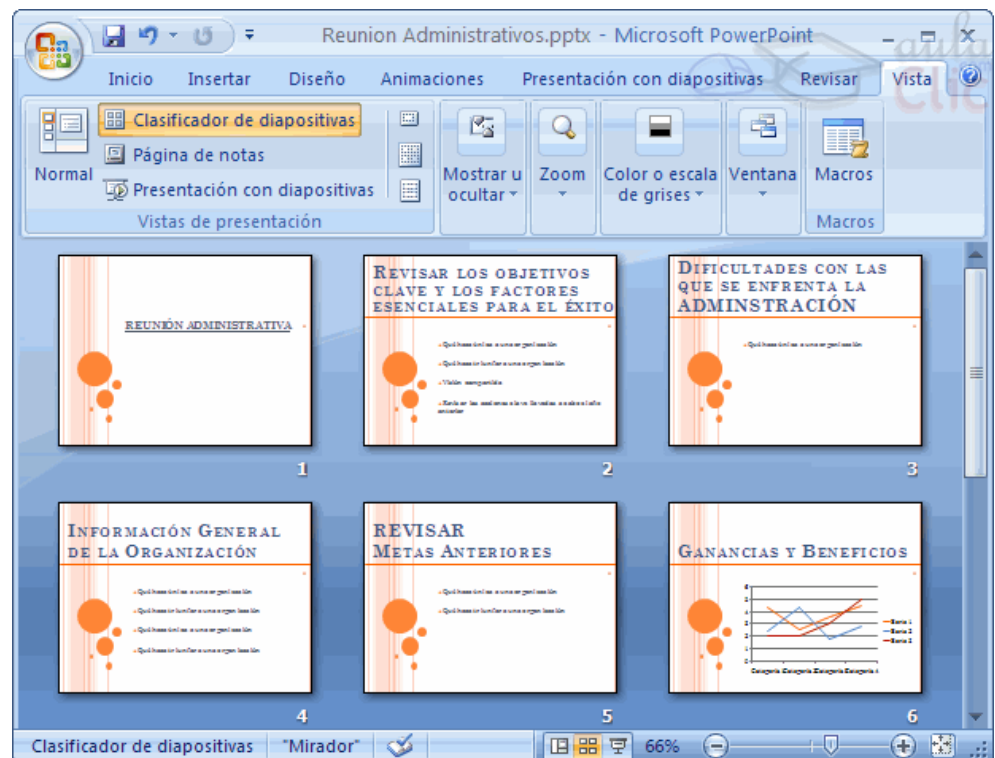 Reunion Administrativos.pptx - Microsoft PowerPoint
aula
Clic
Inicio Insertar Diseño Animaciones Presentación con diapositivas Revisar Vista
Normal
Clasificador de diapositivas
Página de notas
Presentación con diapositivas
Vistas de presentación
Mostrar u
ocultar
Zoom
Color o escala
de grises
Ventana
Macros
Macros
REUNIÓN ADMINISTRATIVA
1
REVISAR LOS OBJETIVOS
CLAVE Y LOS FACTORES
ESENCIALES PARA EL ÉXITO
Visión compartida
2
DIFICULTADES CON LAS
QUE SE ENFRENTA LA
ADMINSTRACIÓN
3
INFORMACIÓN GENERAL
DE LA ORGANIZACIÓN
4
REVISAR
METAS ANTERIORES
5
GANANCIAS Y BENEFICIOS
6
Clasificador de diapositivas "Mirador" 66%